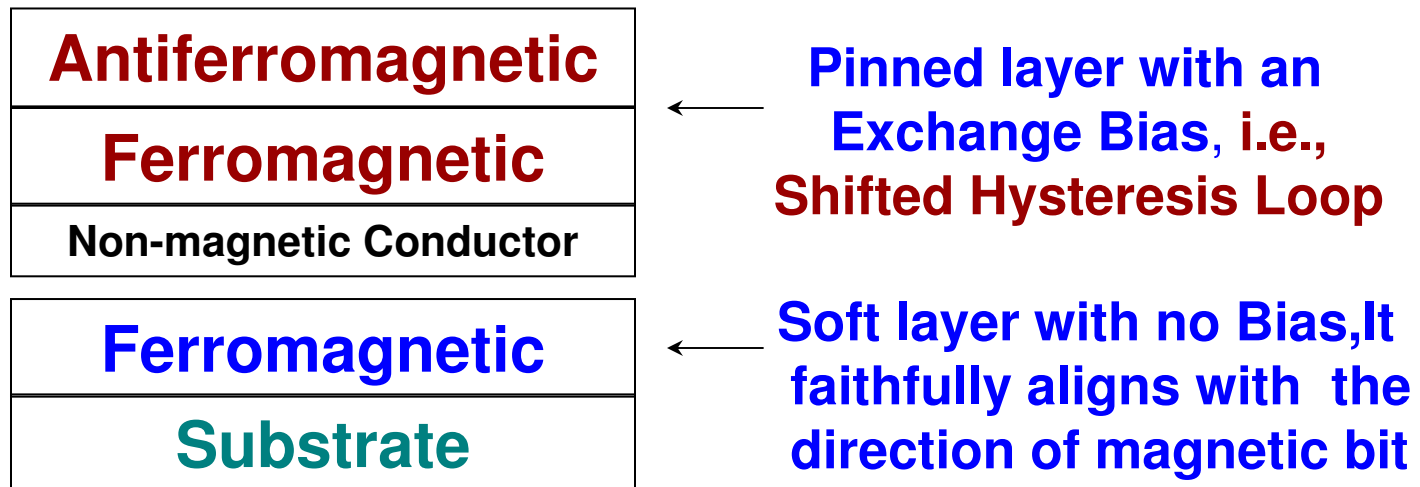 Antiferromagnetic
Ferromagnetic
Non-magnetic Conductor
Ferromagnetic
Substrate
Pinned layer with an
Exchange Bias, i.e.,
Shifted Hysteresis Loop
Soft layer with no Bias,It
faithfully aligns with the
direction of magnetic bit